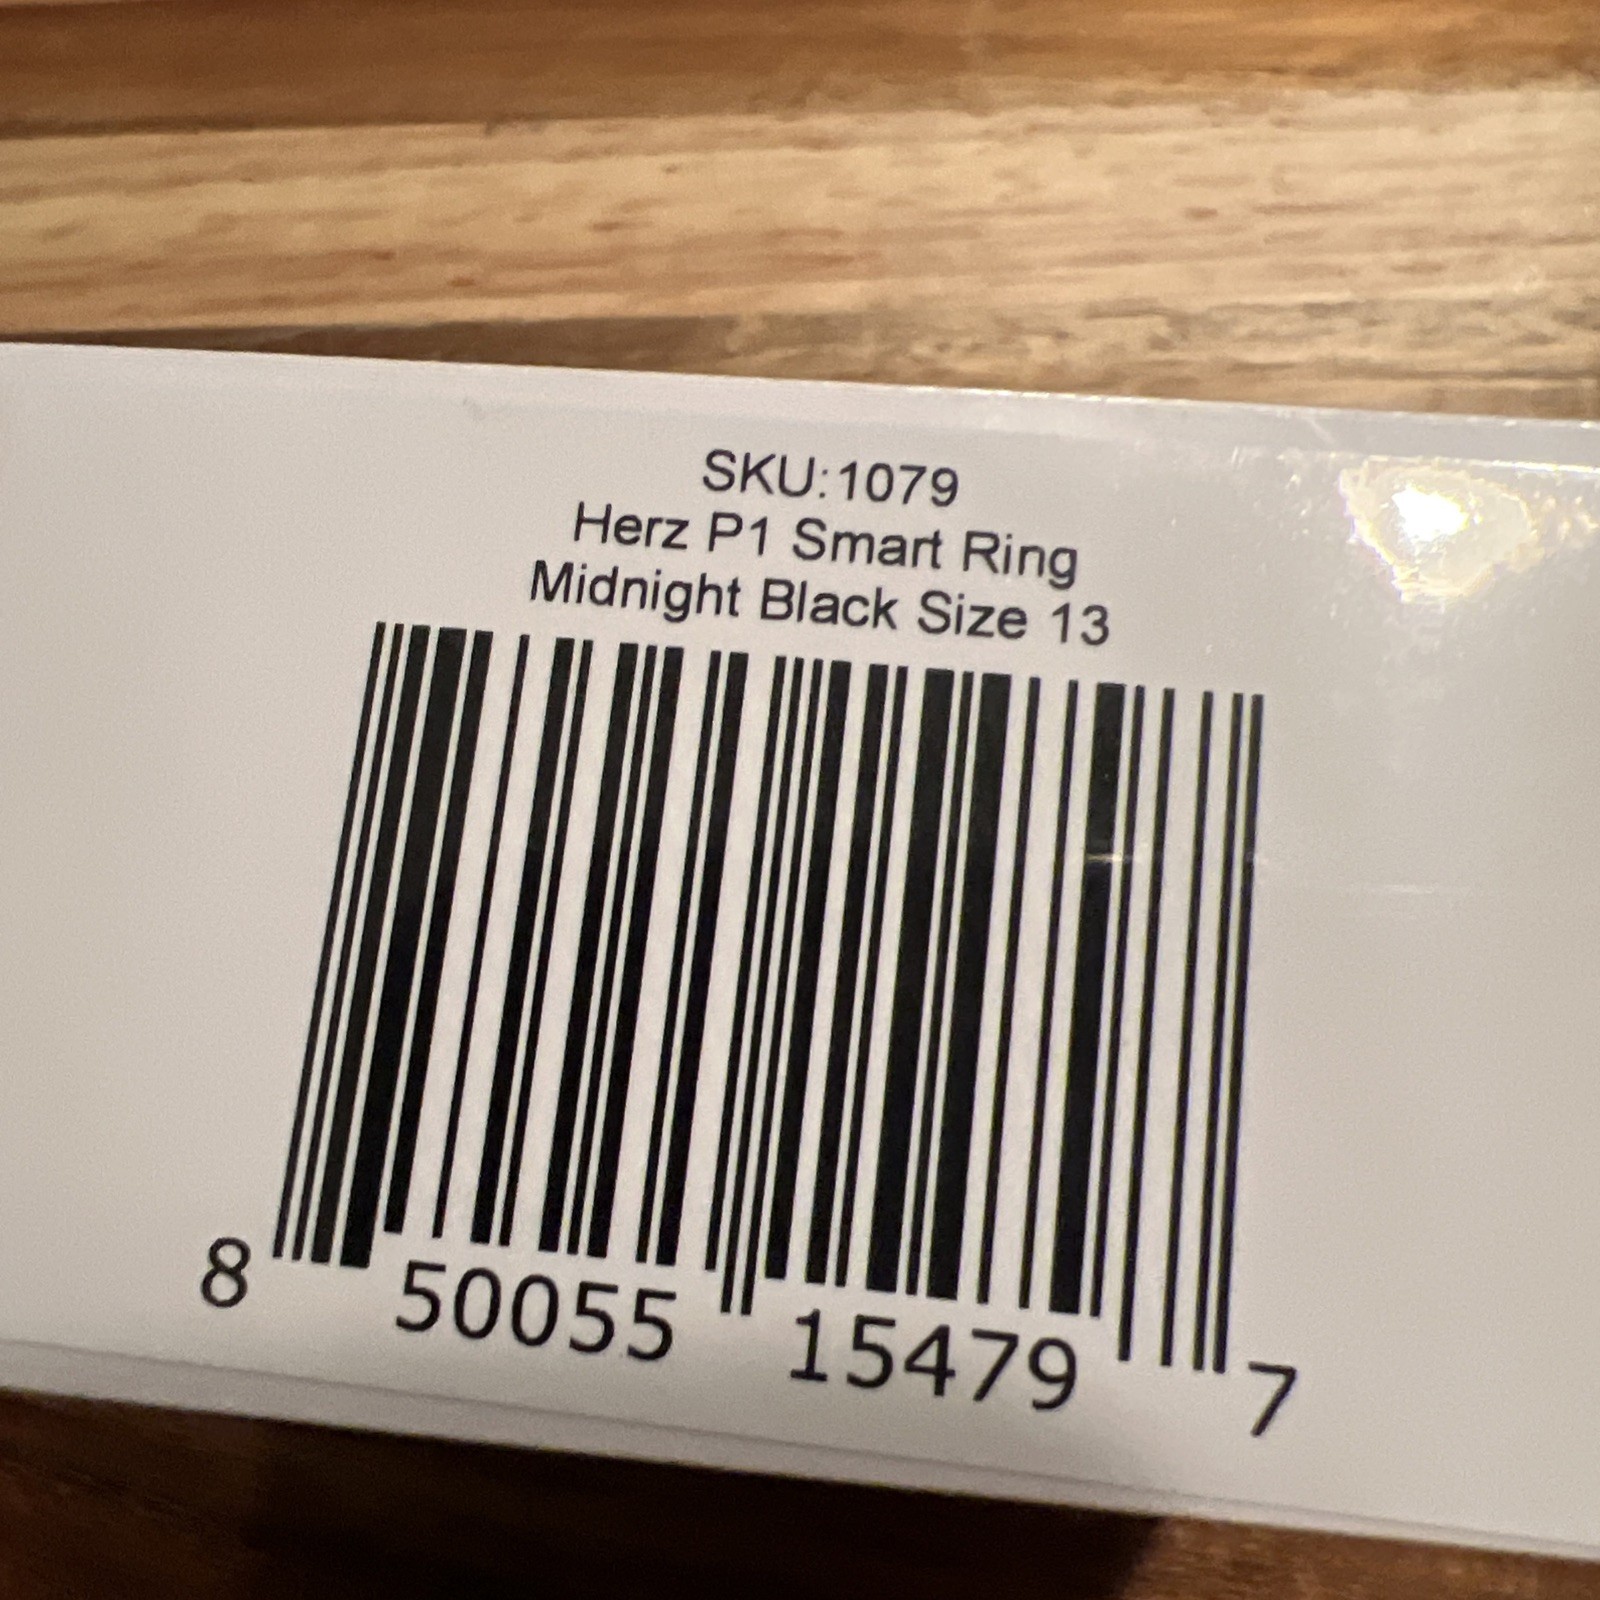 SKU:1079
Herz P1 Smart Ring
Midnight Black Size 13
8 50055 15479 7